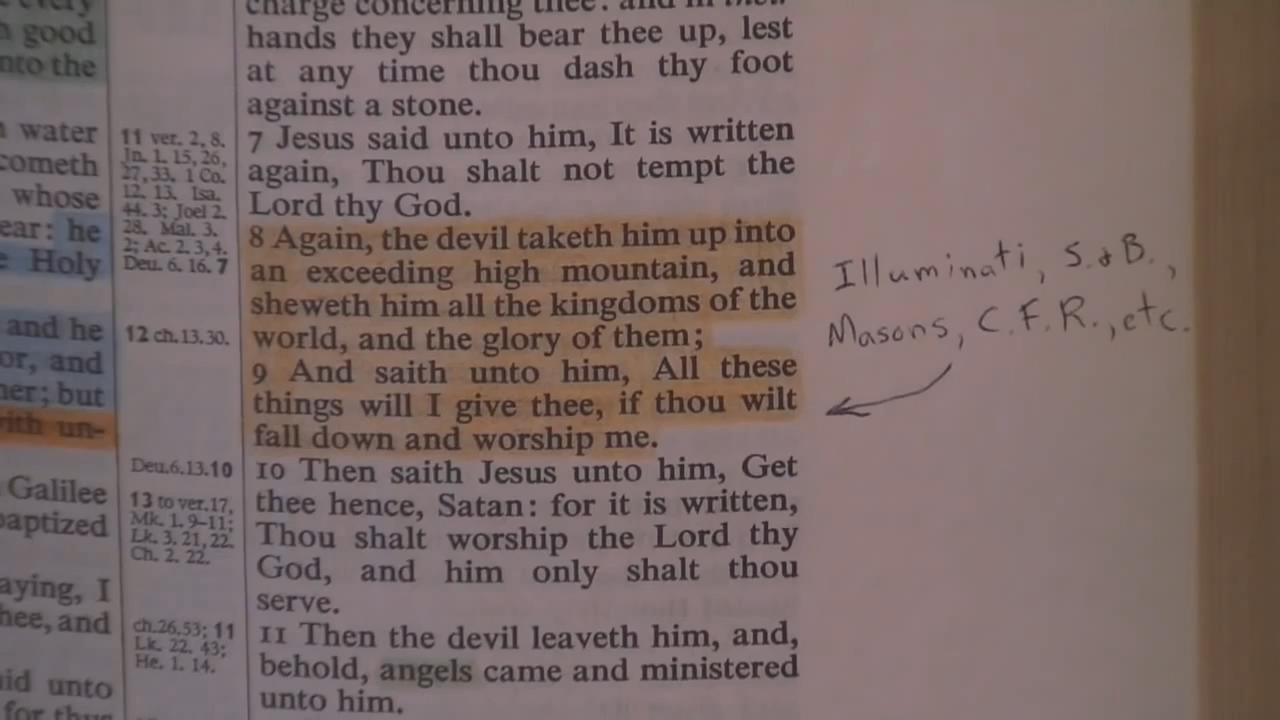 every
good
nto the
water
cometh
whose
ear: he
Holy
and he
or, and
ner; but
ith un-
Galilee
baptized
aying, I
hee, and
id unto
for thus
11 ver. 2, 8.
Jn. 1. 15, 26,
27, 33. 1 Co.
12. 13. Isa.
44. 3; Joel 2.
28. Mal. 3.
2; Ac. 2. 3, 4.
Deu. 6. 16. 7
12 ch.13.30.
Deu.6.13.10
13 to ver.17,
Mk. 1. 9–11;
Lk. 3. 21, 22.
Ch. 2. 22.
ch.26.53; 11
Lk. 22. 43;
He. 1. 14.
charge concerning thee: and in their
hands they shall bear thee up, lest
at any time thou dash thy foot
against a stone.
7 Jesus said unto him, It is written
again, Thou shalt not tempt the
Lord thy God.
8 Again, the devil taketh him up into
an exceeding high mountain, and
sheweth him all the kingdoms of the
world, and the glory of them;
9 And saith unto him, All these
things will I give thee, if thou wilt
fall down and worship me.
10 Then saith Jesus unto him, Get
thee hence, Satan: for it is written,
Thou shalt worship the Lord thy
God, and him only shalt thou
serve.
11 Then the devil leaveth him, and,
behold, angels came and ministered
unto him.
Illuminati, S. & B.,
Masons, C.F.R., etc.